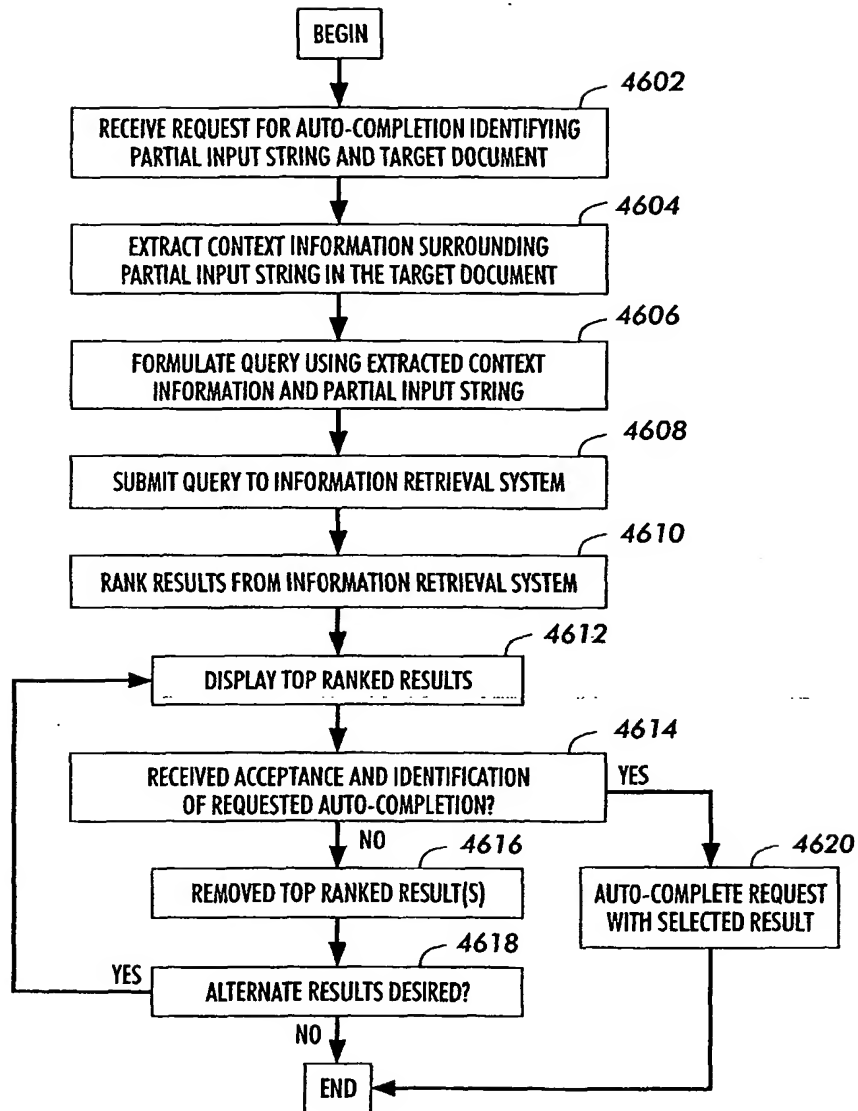 BEGIN
4602
RECEIVE REQUEST FOR AUTO-COMPLETION IDENTIFYING
PARTIAL INPUT STRING AND TARGET DOCUMENT
4604
EXTRACT CONTEXT INFORMATION SURROUNDING
PARTIAL INPUT STRING IN THE TARGET DOCUMENT
4606
FORMULATE QUERY USING EXTRACTED CONTEXT
INFORMATION AND PARTIAL INPUT STRING
4608
SUBMIT QUERY TO INFORMATION RETRIEVAL SYSTEM
4610
RANK RESULTS FROM INFORMATION RETRIEVAL SYSTEM
4612
DISPLAY TOP RANKED RESULTS
4614
RECEIVED ACCEPTANCE AND IDENTIFICATION
OF REQUESTED AUTO-COMPLETION?
YES
NO
4616
REMOVED TOP RANKED RESULT(S)
4620
AUTO-COMPLETE REQUEST
WITH SELECTED RESULT
4618
YES
ALTERNATE RESULTS DESIRED?
NO
END